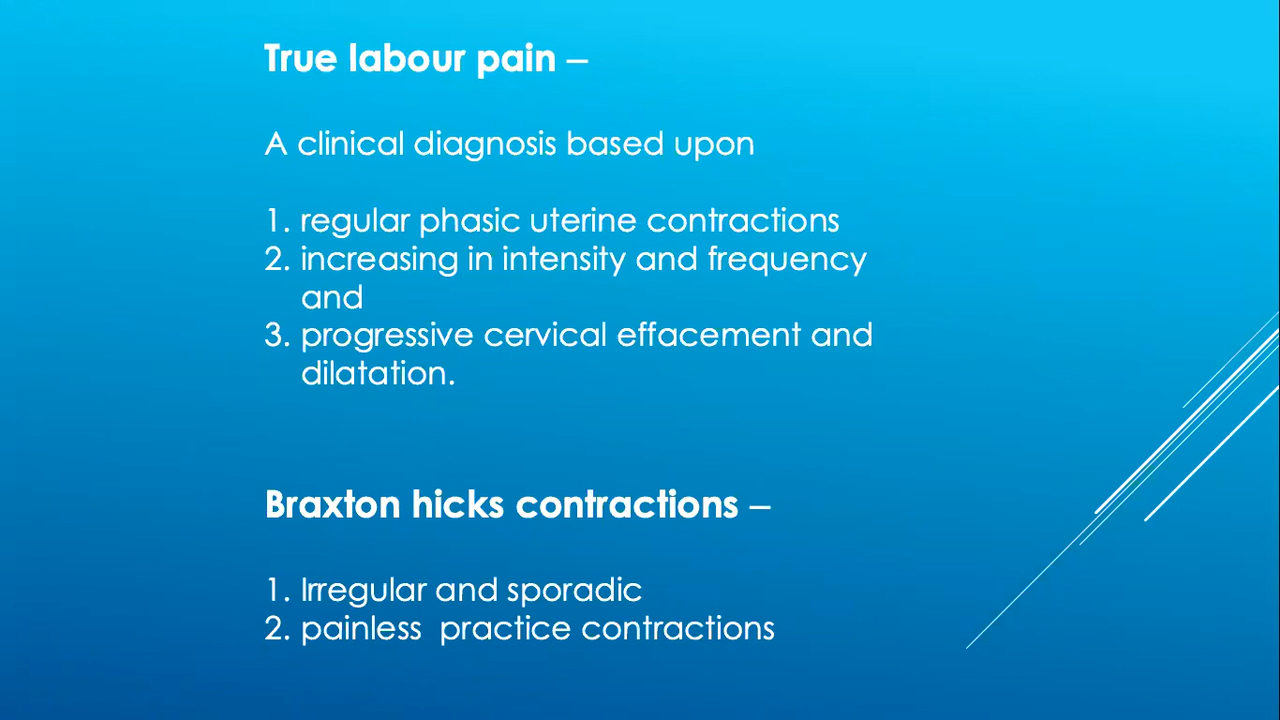 True labour pain –
A clinical diagnosis based upon
1. regular phasic uterine contractions
2. increasing in intensity and frequency
and
3. progressive cervical effacement and
dilatation.
Braxton hicks contractions –
1. Irregular and sporadic
2. painless  practice contractions